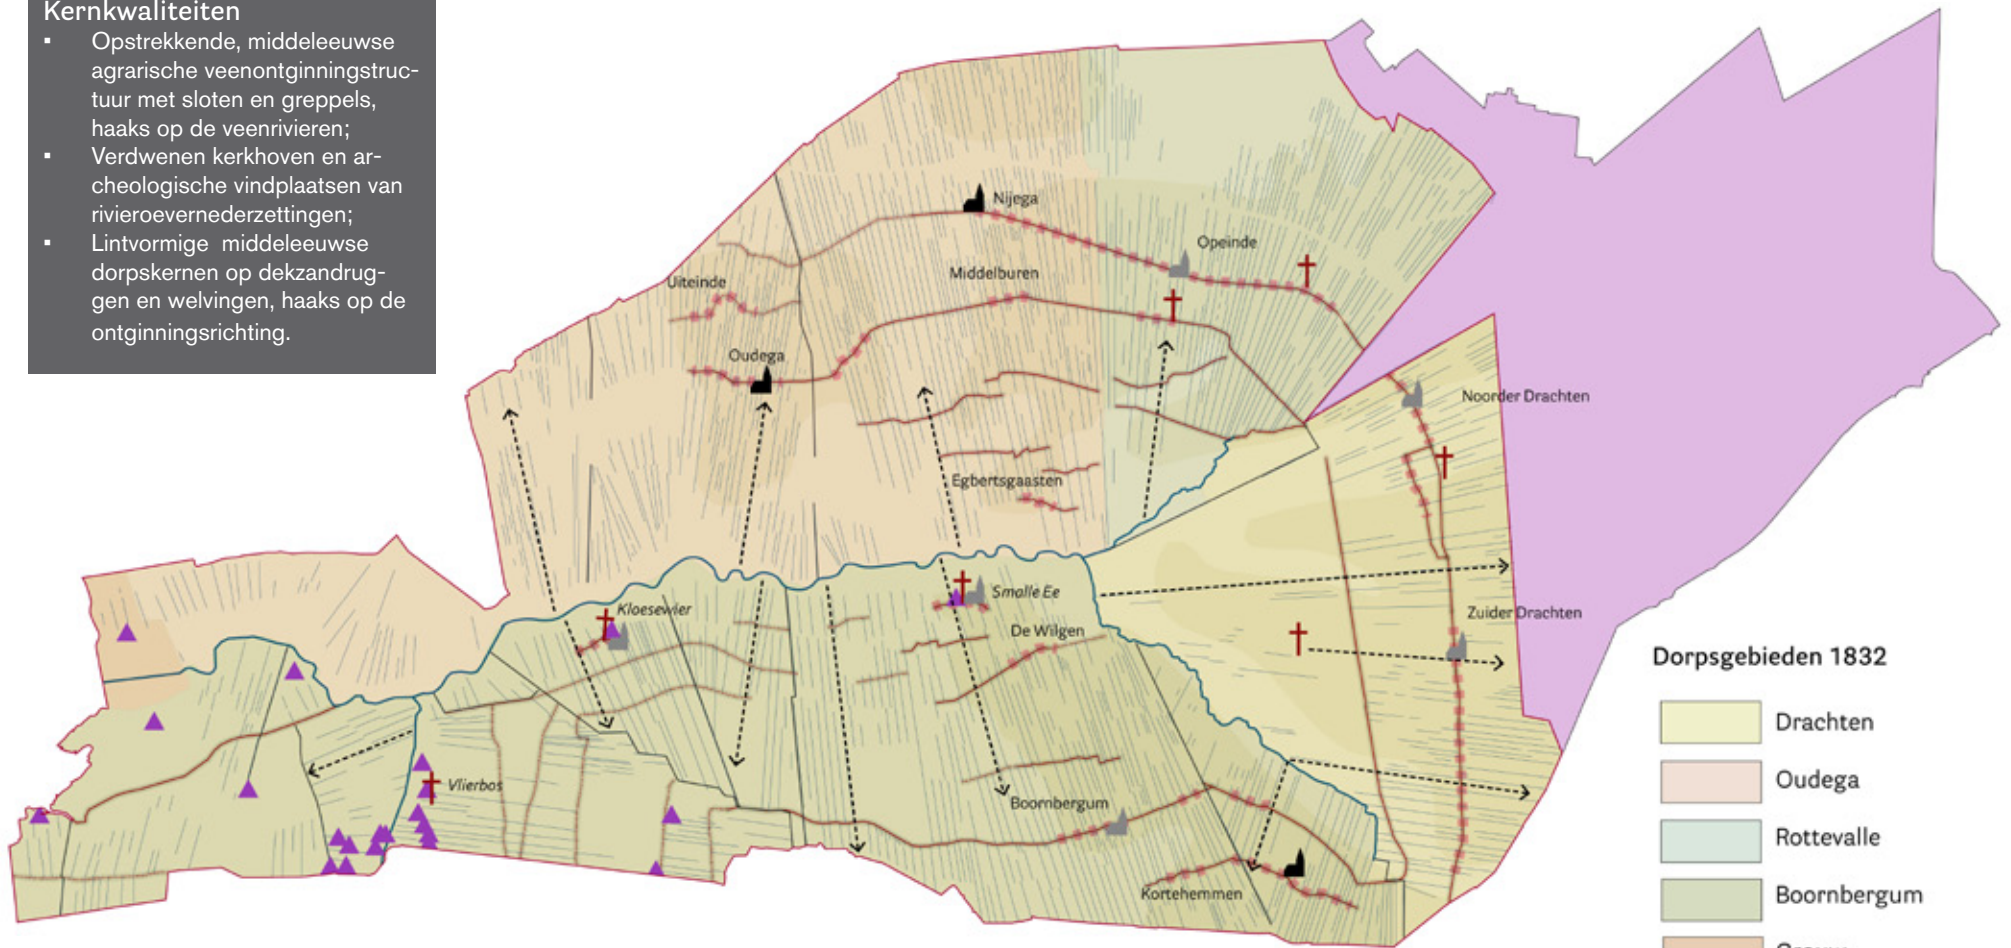 Kernkwaliteiten
▪ Opstrekkende, middeleeuwse
agrarische veenontginningstruc-
tuur met sloten en greppels,
haaks op de veenrivieren;
▪ Verdwenen kerkhoven en ar-
cheologische vindplaatsen van
rivieroevernederzettingen;
▪ Lintvormige middeleeuwse
dorpskernen op dekzandrug-
gen en welvingen, haaks op de
ontginningsrichting.
Nijega
Opeinde
Middelburen
Uiteinde
Oudega
Noorder Drachten
Egbertsgaasten
Smalle Ee
Kloesewier
Zuider Drachten
De Wilgen
Vlierbos
Boornbergum
Kortehemmen
Dorpsgebieden 1832
Drachten
Oudega
Rottevalle
Boornbergum